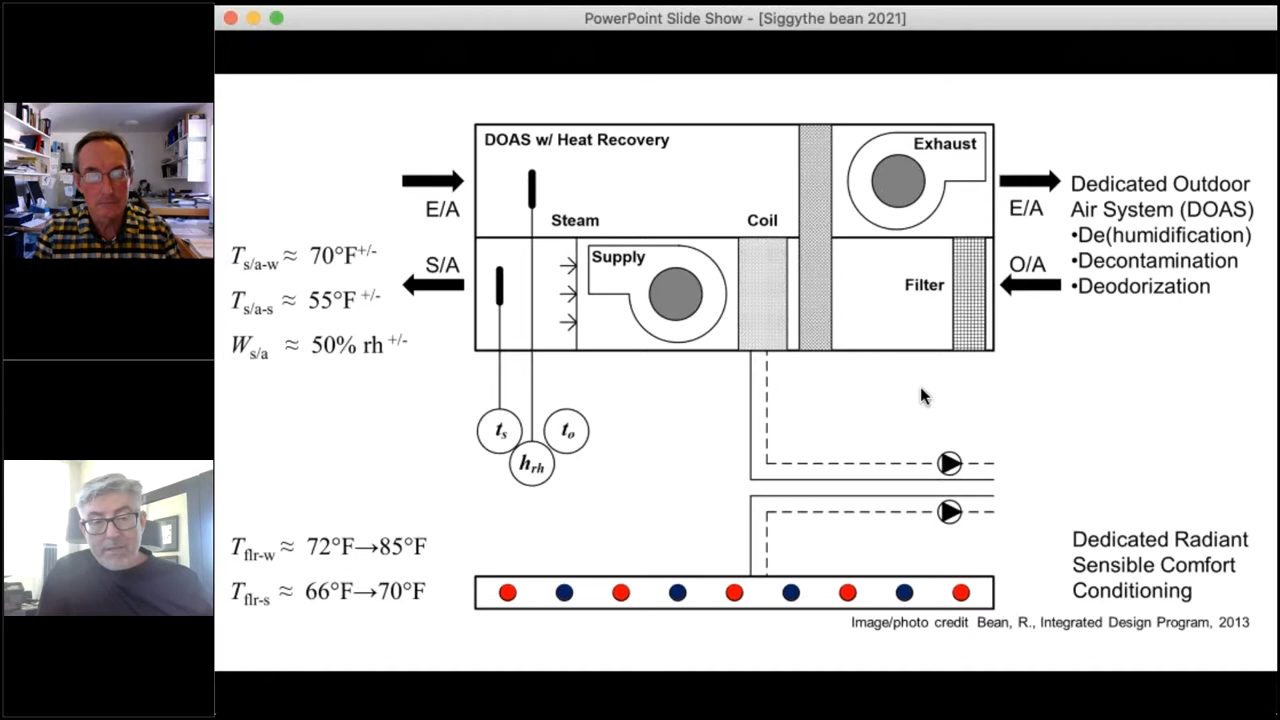 PowerPoint Slide Show - [Siggythe bean 2021]
DOAS w/ Heat Recovery
Exhaust
E/A
Steam
Coil
E/A
Dedicated Outdoor
Air System (DOAS)
•De(humidification)
•Decontamination
•Deodorization
T s/a-w ≈ 70°F +/-
S/A
Supply
Filter
O/A
T s/a-s ≈ 55°F +/-
W s/a ≈ 50% rh +/-
t s
t o
h rh
T flr-w ≈ 72°F→85°F
T flr-s ≈ 66°F→70°F
Dedicated Radiant
Sensible Comfort
Conditioning
Image/photo credit Bean, R., Integrated Design Program, 2013